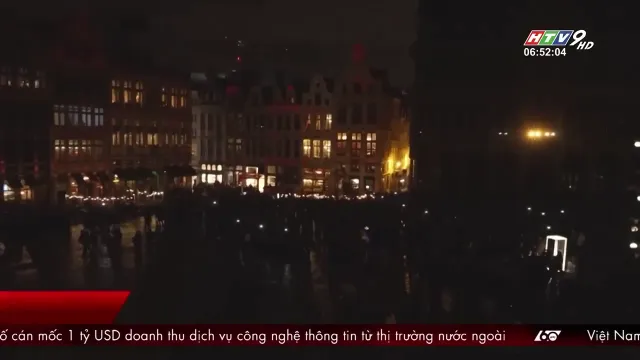 HTV9 HD
06:52:04
ố cán mốc 1 tỷ USD doanh thu dịch vụ công nghệ thông tin từ thị trường nước ngoài 60 Việt Nam